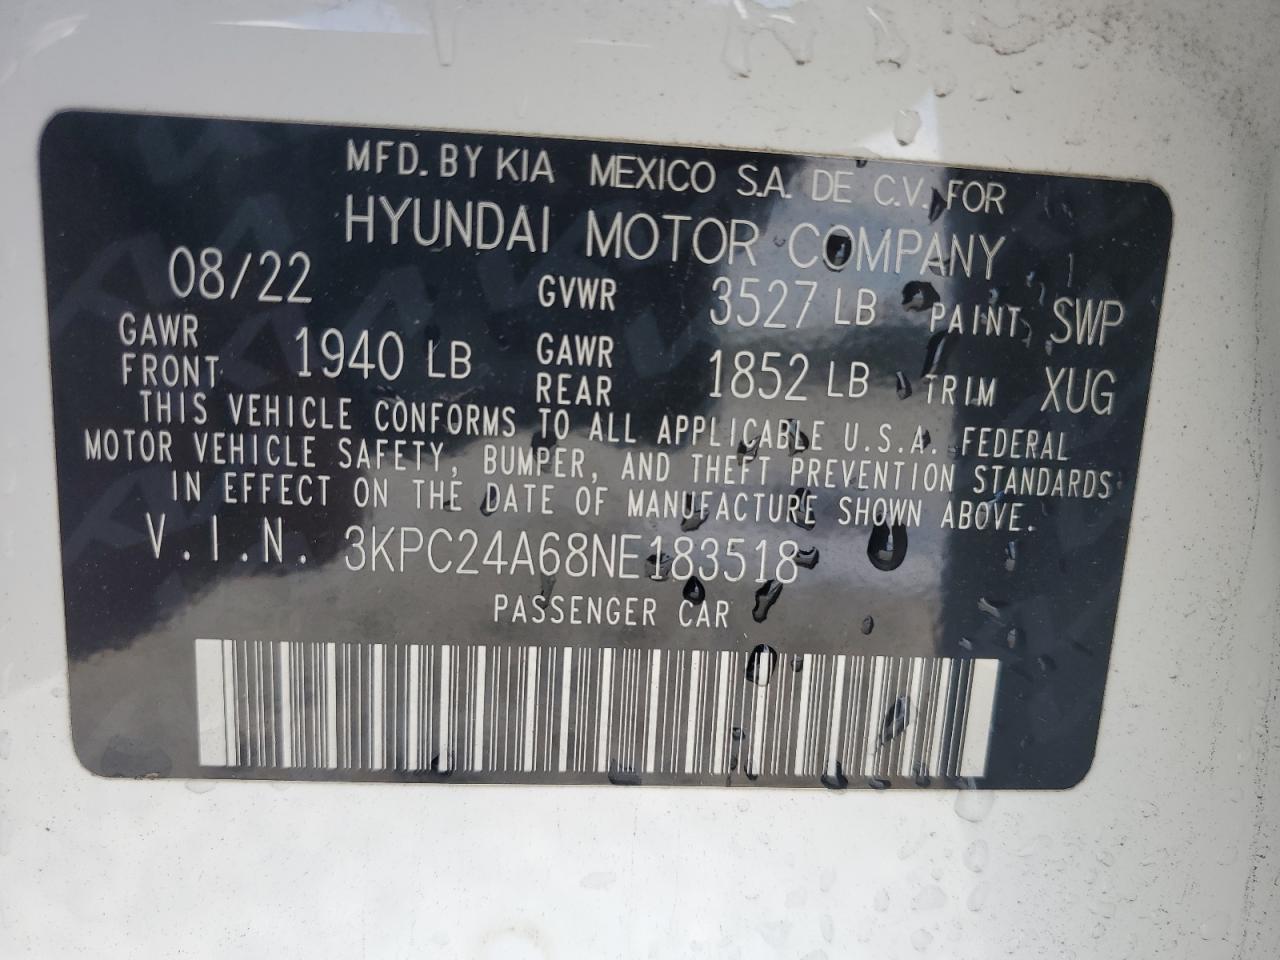 MFD. BY KIA MEXICO S.A. DE C.V. FOR
HYUNDAI MOTOR COMPANY
08/22 GVWR 3527 LB PAINT SWP
GAWR FRONT 1940 LB GAWR REAR 1852 LB TRIM XUG
THIS VEHICLE CONFORMS TO ALL APPLICABLE U.S.A. FEDERAL
MOTOR VEHICLE SAFETY, BUMPER, AND THEFT PREVENTION STANDARDS
IN EFFECT ON THE DATE OF MANUFACTURE SHOWN ABOVE.
V.I.N. 3KPC24A68NE183518
PASSENGER CAR